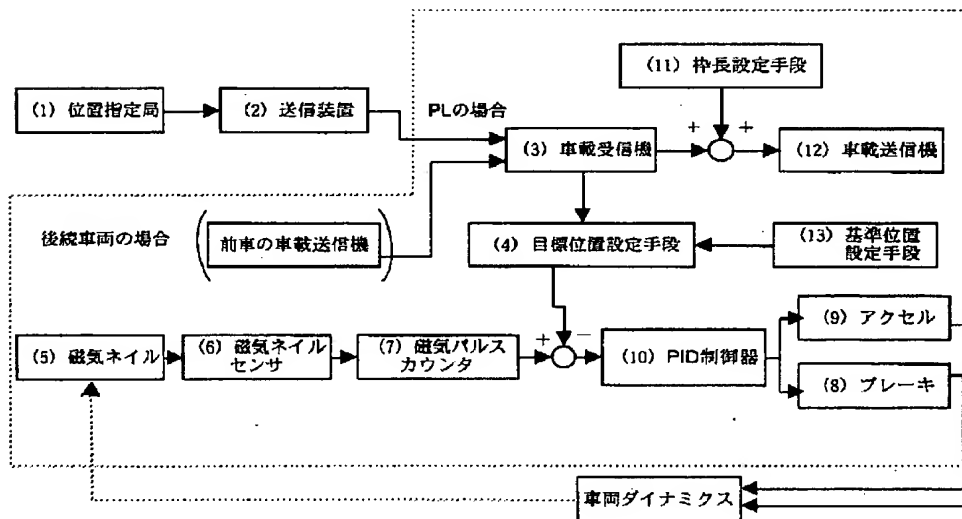 (11) 枠長設定手段
(1) 位置指定局
(2) 送信装置
PLの場合
(3) 車載受信機
+
+
(12) 車載送信機
後続車両の場合
前車の車載送信機
(4) 目標位置設定手段
(13) 基準位置
設定手段
(5) 磁気ネイル
(6) 磁気ネイル
センサ
(7) 磁気パルス
カウンタ
+
−
(10) PID制御器
(9) アクセル
(8) ブレーキ
車両ダイナミクス